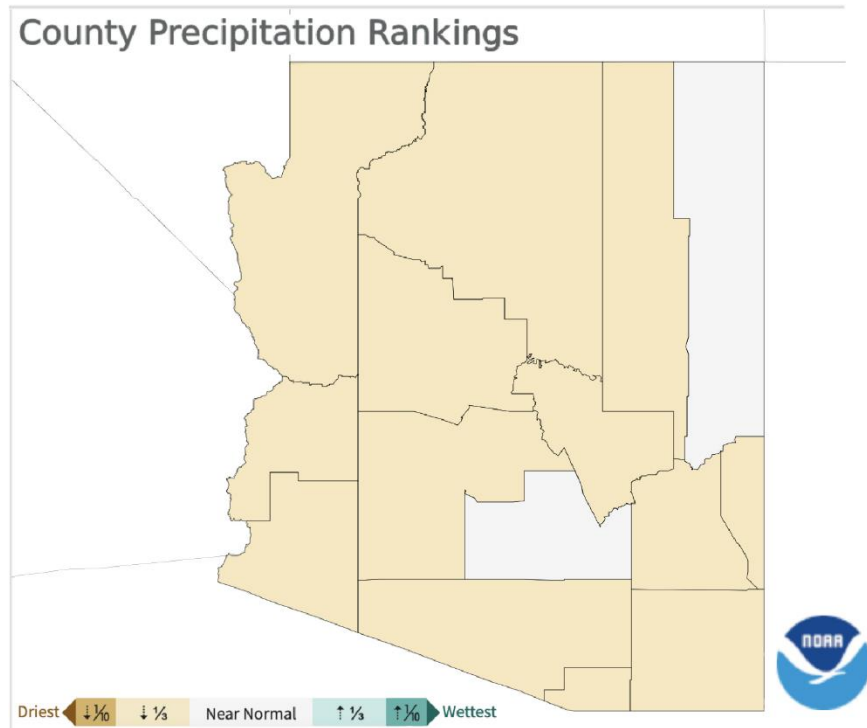 County Precipitation Rankings
NOAA
Driest ↓⅒ ↓ ⅓ Near Normal ↑ ⅓ ↑⅒ Wettest